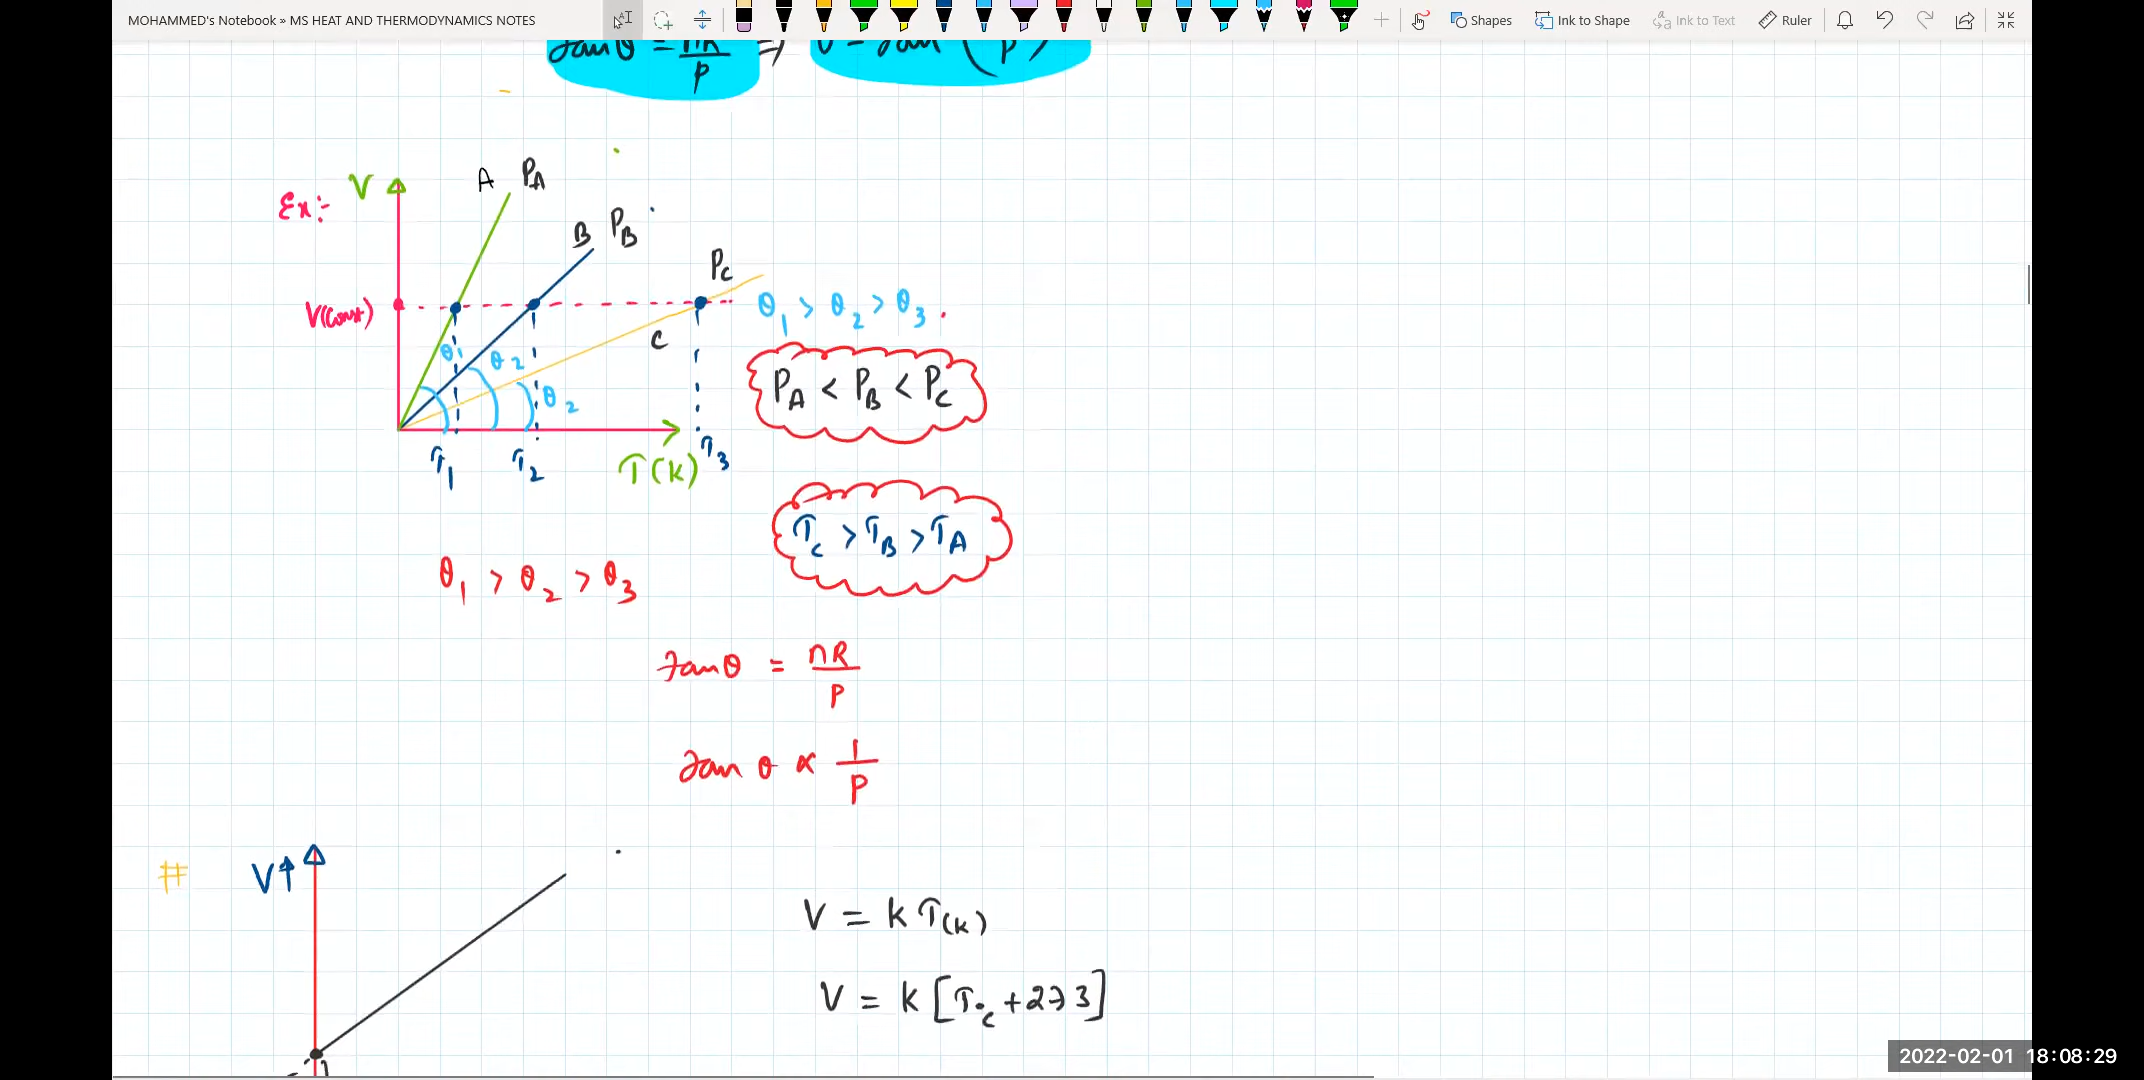 MOHAMMED's Notebook » MS HEAT AND THERMODYNAMICS NOTES
Shapes
Ink to Shape
Ink to Text
Ruler
tanθ = nR/P ⇒
A PA
V
Ex:-
B PB
PC
V(const)
θ1 > θ2 > θ3
θ1
θ2
C
θ2
PA < PB < PC
T1
T2
T(K)
T3
TC > TB > TA
θ1 > θ2 > θ3
tanθ = nR/P
tan θ ∝ 1/P
#
V↑
V = k T(K)
V = k [T°C + 273]
2022-02-01 18:08:29